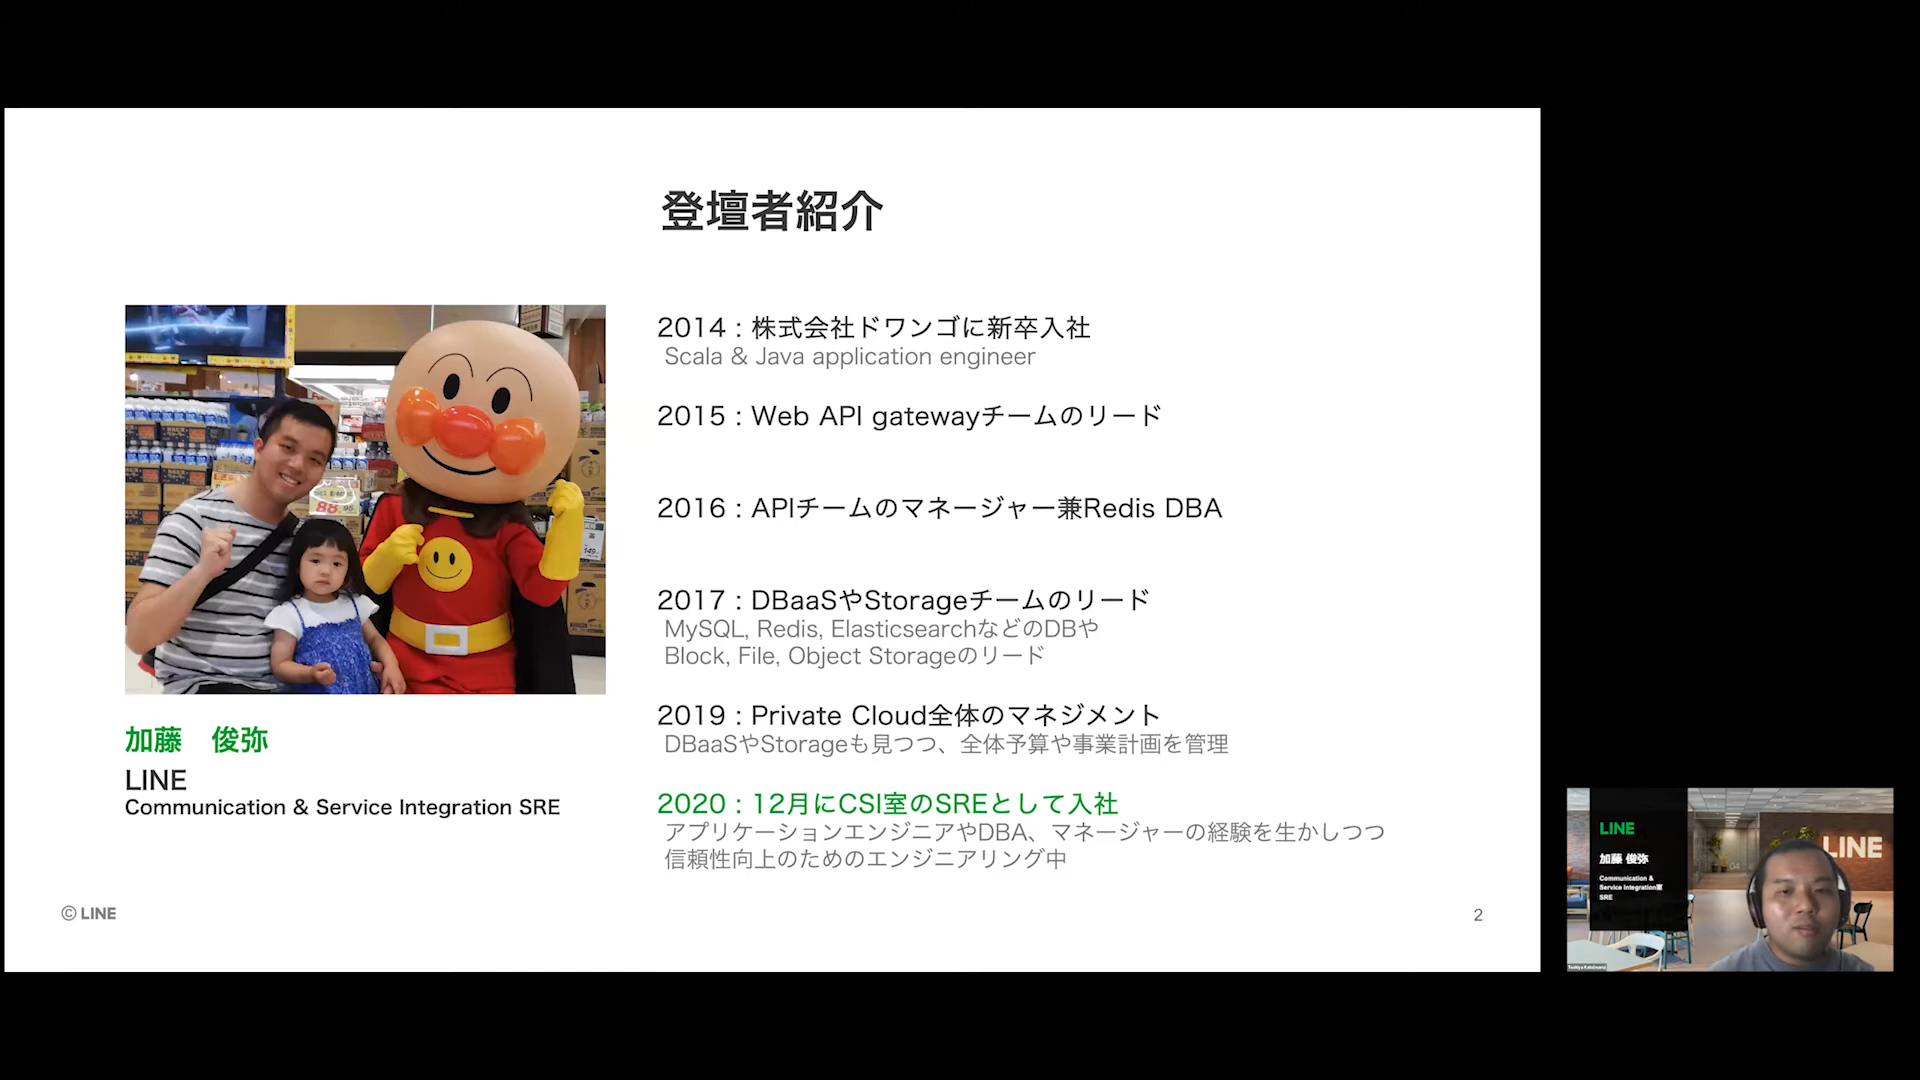 登壇者紹介
2014 : 株式会社ドワンゴに新卒入社
Scala & Java application engineer
2015 : Web API gatewayチームのリード
2016 : APIチームのマネージャー兼Redis DBA
2017 : DBaaSやStorageチームのリード
MySQL, Redis, ElasticsearchなどのDBや
Block, File, Object Storageのリード
2019 : Private Cloud全体のマネジメント
DBaaSやStorageも見つつ、全体予算や事業計画を管理
2020 : 12月にCSI室のSREとして入社
アプリケーションエンジニアやDBA、マネージャーの経験を生かしつつ
信頼性向上のためのエンジニアリング中
88
149
加藤 俊弥
LINE
Communication & Service Integration SRE
© LINE
2
LINE
加藤 俊弥
Communication &
Service Integration室
SRE
LINE